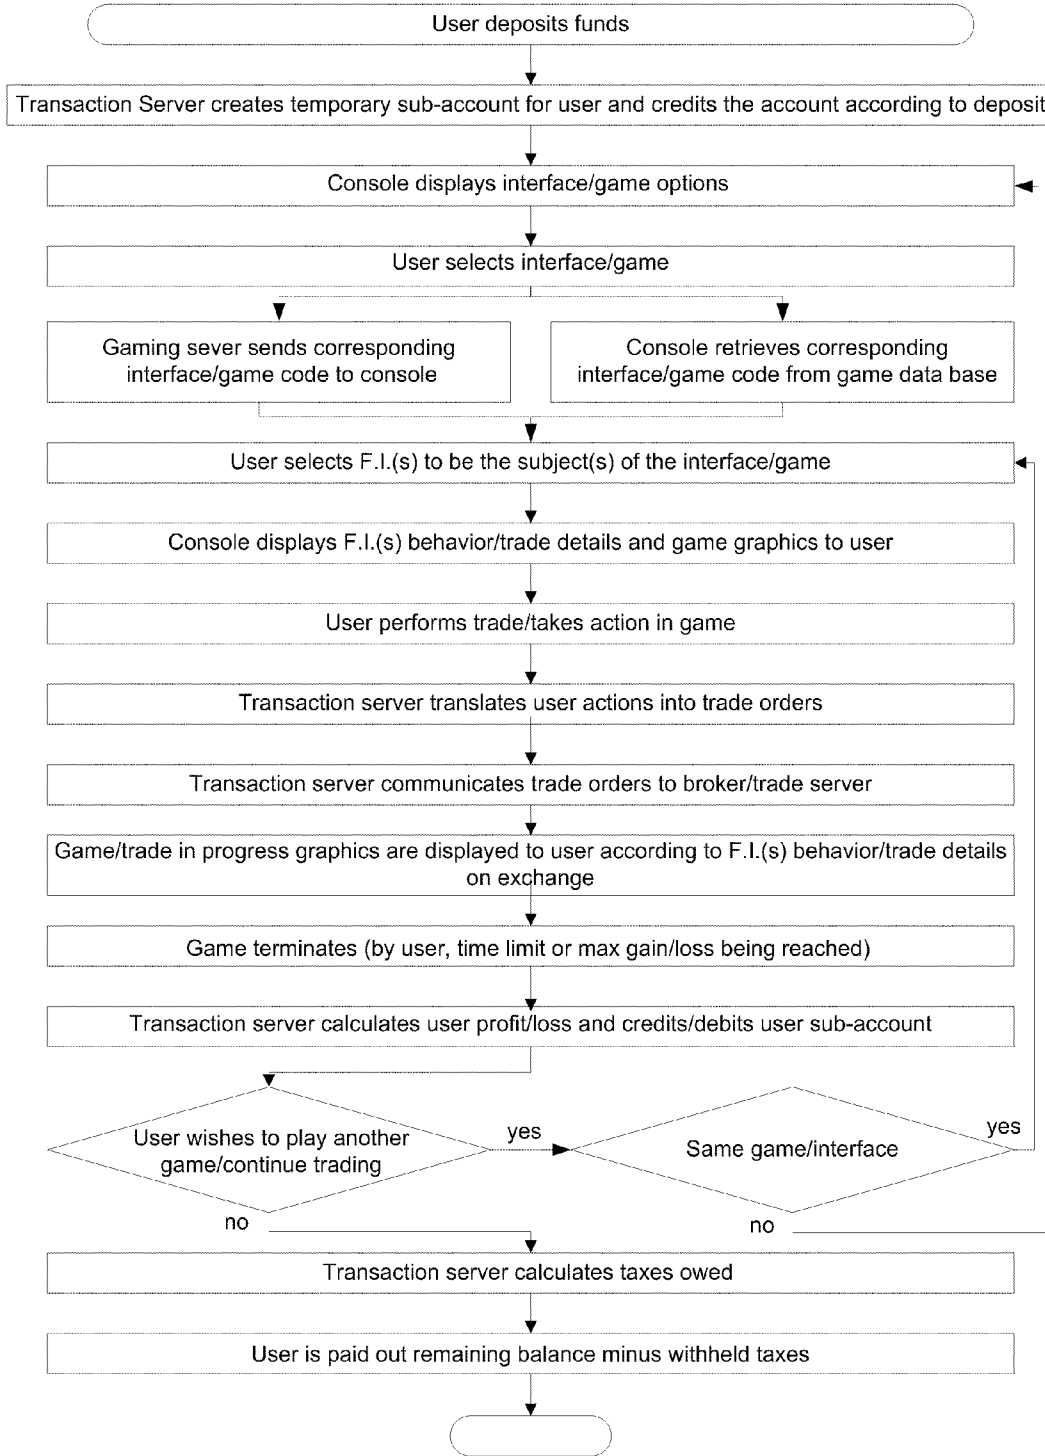 User deposits funds
Transaction Server creates temporary sub-account for user and credits the account according to deposit
Console displays interface/game options
User selects interface/game
Gaming sever sends corresponding
interface/game code to console
Console retrieves corresponding
interface/game code from game data base
User selects F.I.(s) to be the subject(s) of the interface/game
Console displays F.I.(s) behavior/trade details and game graphics to user
User performs trade/takes action in game
Transaction server translates user actions into trade orders
Transaction server communicates trade orders to broker/trade server
Game/trade in progress graphics are displayed to user according to F.I.(s) behavior/trade details
on exchange
Game terminates (by user, time limit or max gain/loss being reached)
Transaction server calculates user profit/loss and credits/debits user sub-account
User wishes to play another
game/continue trading
yes
Same game/interface
yes
no
no
Transaction server calculates taxes owed
User is paid out remaining balance minus withheld taxes